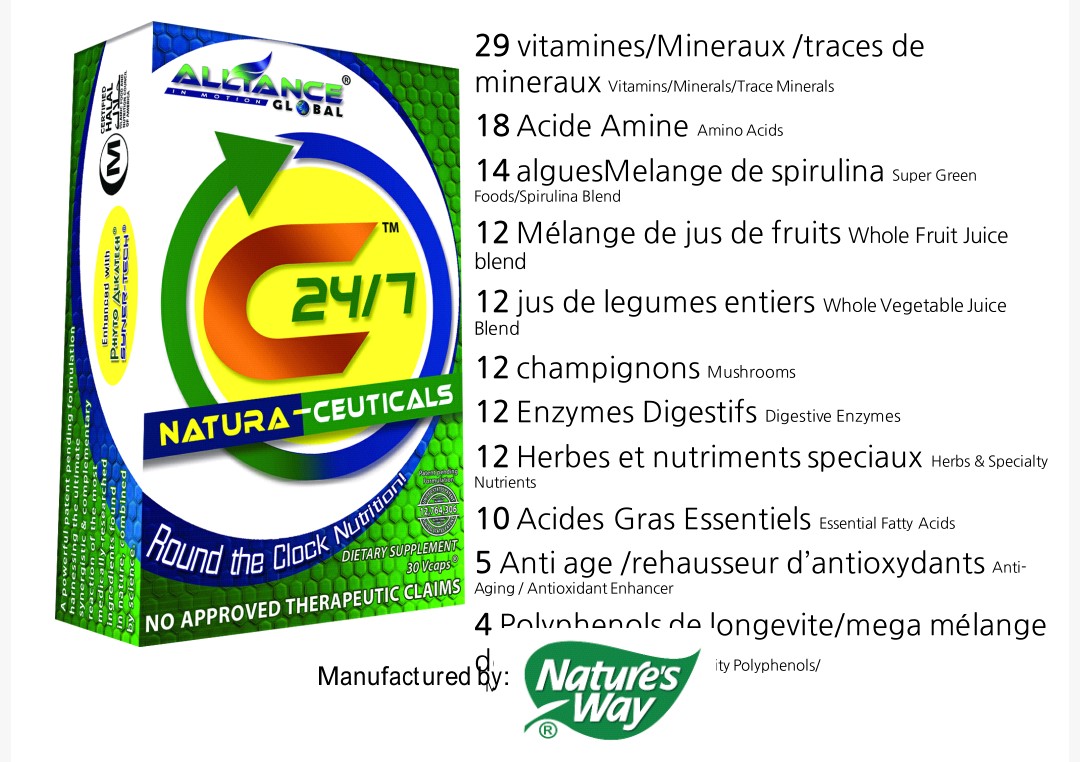 ALLIANCE®
IN MOTION
GLOBAL
CERTIFIED
HALAL
M
Enhanced with
PHYTO ALKATECH®
SYNER-TECH®
A powerful patent pending formulation
harnessing the ultimate
synergistic & complementary
reaction of the most
medically-researched
ingredients found
in nature, combined
by science.
C
24/7
TM
NATURA-CEUTICALS
Round the Clock Nutrition!
Patent pending
Formulation
12,764,306
DIETARY SUPPLEMENT
30 Vcaps®
NO APPROVED THERAPEUTIC CLAIMS
29 vitamines/Mineraux /traces de
mineraux Vitamins/Minerals/Trace Minerals
18 Acide Amine Amino Acids
14 alguesMelange de spirulina Super Green
Foods/Spirulina Blend
12 Mélange de jus de fruits Whole Fruit Juice
blend
12 jus de legumes entiers Whole Vegetable Juice
Blend
12 champignons Mushrooms
12 Enzymes Digestifs Digestive Enzymes
12 Herbes et nutriments speciaux Herbs & Specialty
Nutrients
10 Acides Gras Essentiels Essential Fatty Acids
5 Anti age /rehausseur d'antioxydants Anti-
Aging / Antioxidant Enhancer
4 Polyphenols de longevite/mega mélange
ity Polyphenols/
Manufactured by:
Nature's
Way
®